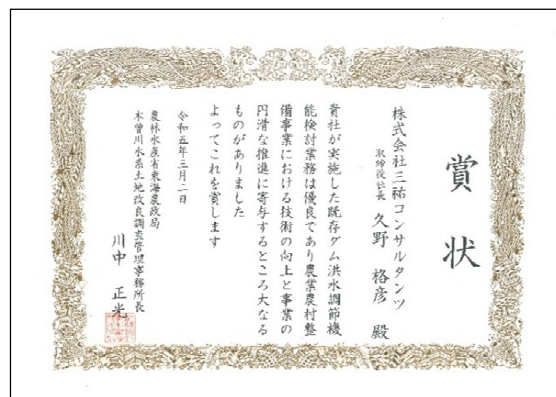 賞状
株式会社三祐コンサルタンツ
取締役社長 久野 格彦 殿
貴社が実施した既存ダム洪水調節機
能検討業務は優良であり農業農村整
備事業における技術の向上と事業の
円滑な推進に寄与するところ大なる
ものがありました
よってこれを賞します
令和五年三月二日
農林水産省東海農政局
木曽川水系土地改良調査管理事務所長
川中 正光